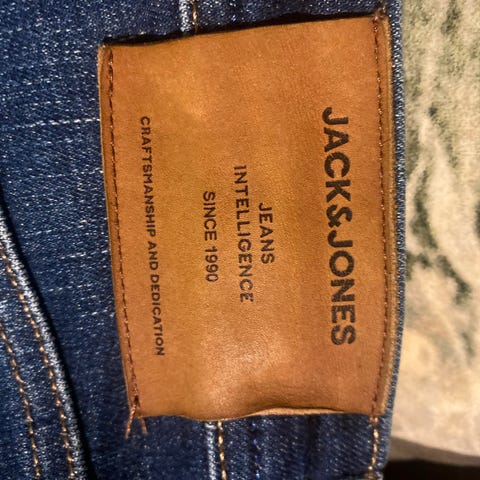 JACK&JONES
JEANS
INTELLIGENCE
SINCE 1990
CRAFTSMANSHIP AND DEDICATION